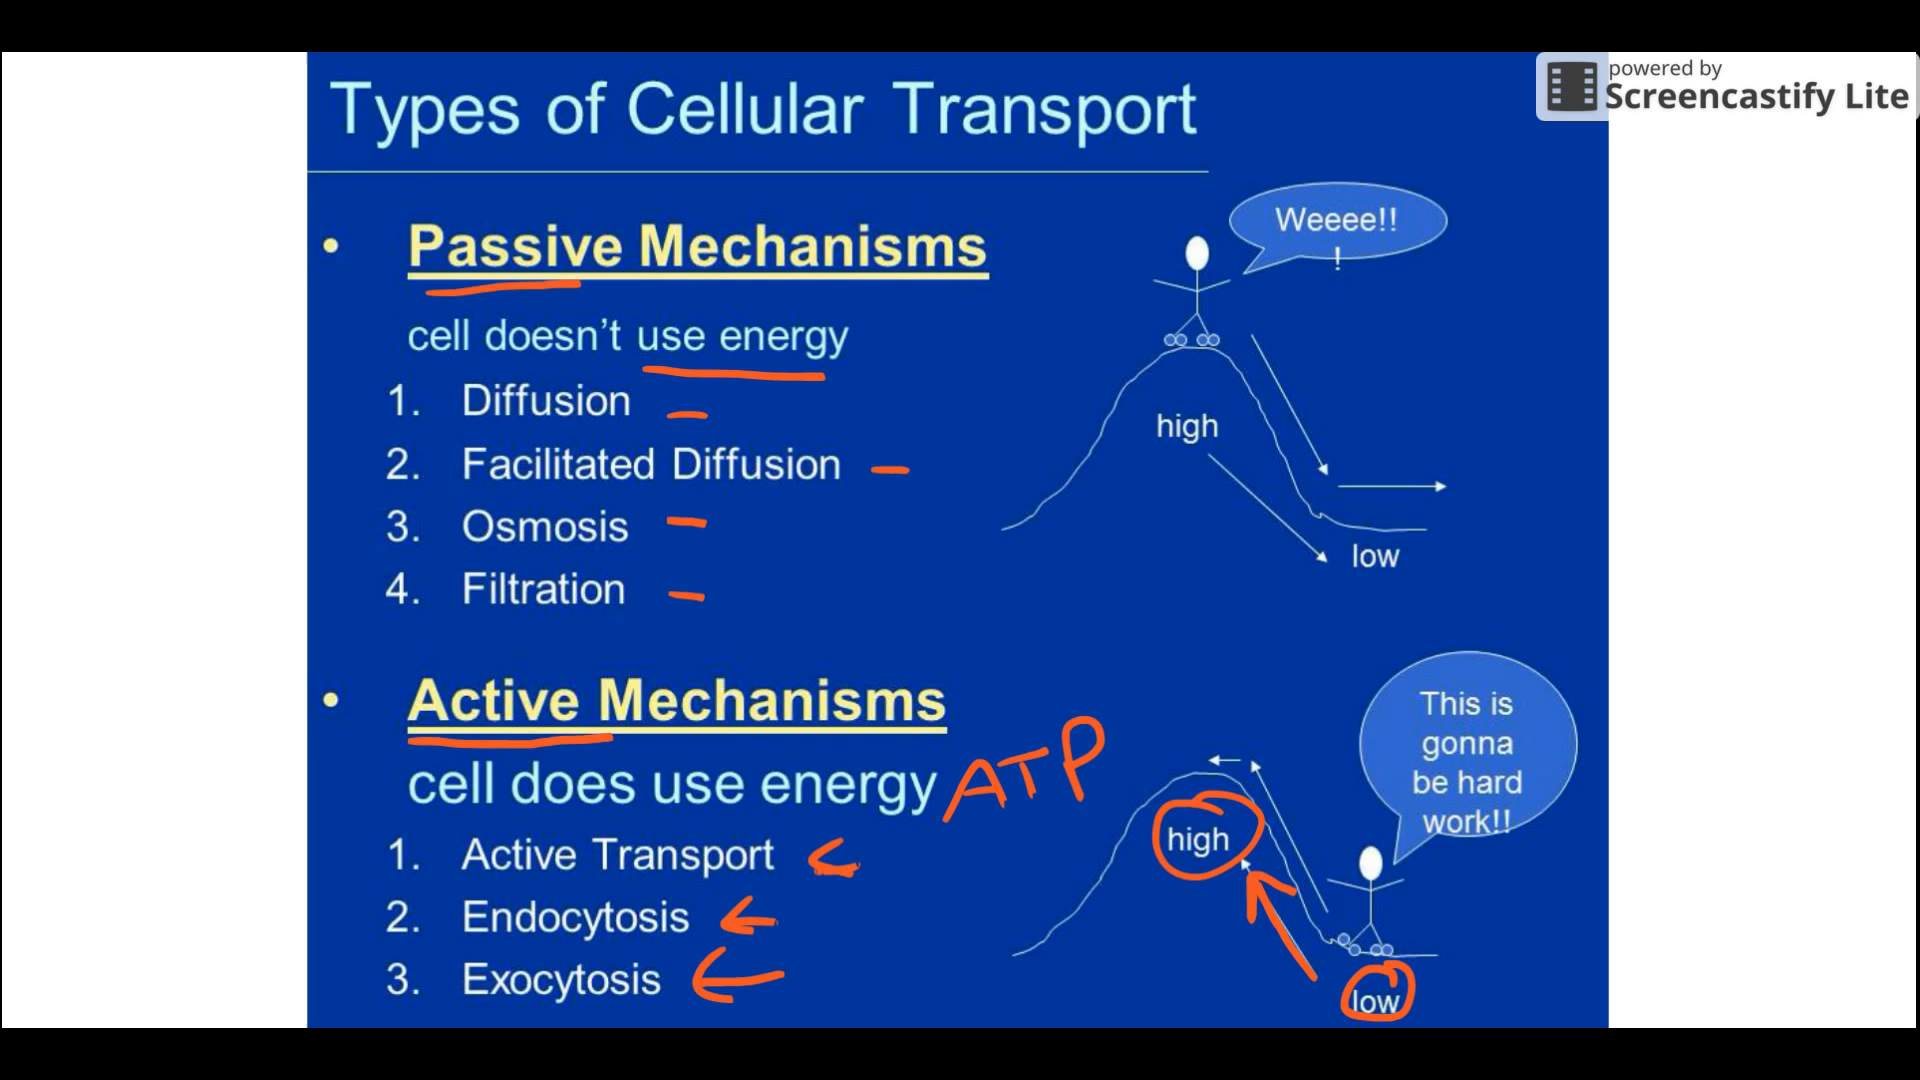 powered by
Screencastify Lite
Types of Cellular Transport
• Passive Mechanisms
cell doesn’t use energy
1. Diffusion
2. Facilitated Diffusion
3. Osmosis
4. Filtration
Weeee!!
!
high
low
• Active Mechanisms
cell does use energy ATP
1. Active Transport
2. Endocytosis
3. Exocytosis
This is
gonna
be hard
work!!
high
low